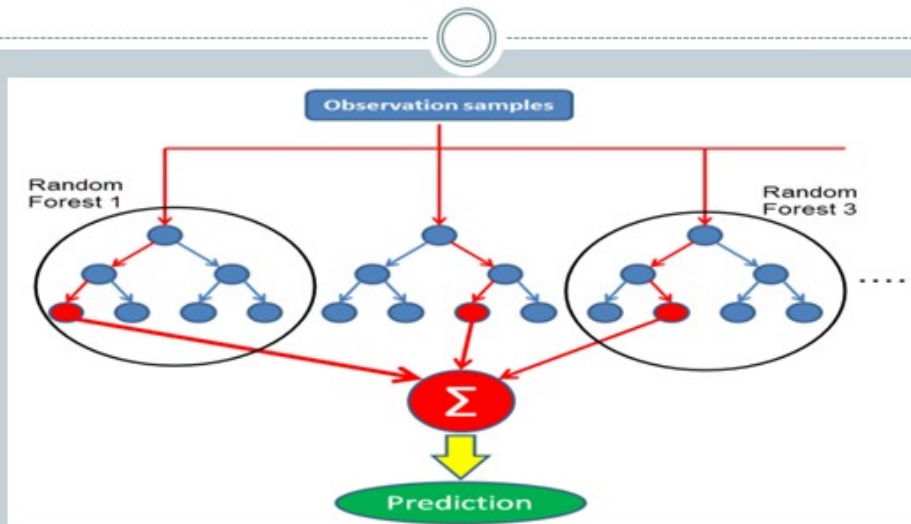 Observation samples
Random
Forest 1
Random
Forest 3
....
Σ
Prediction